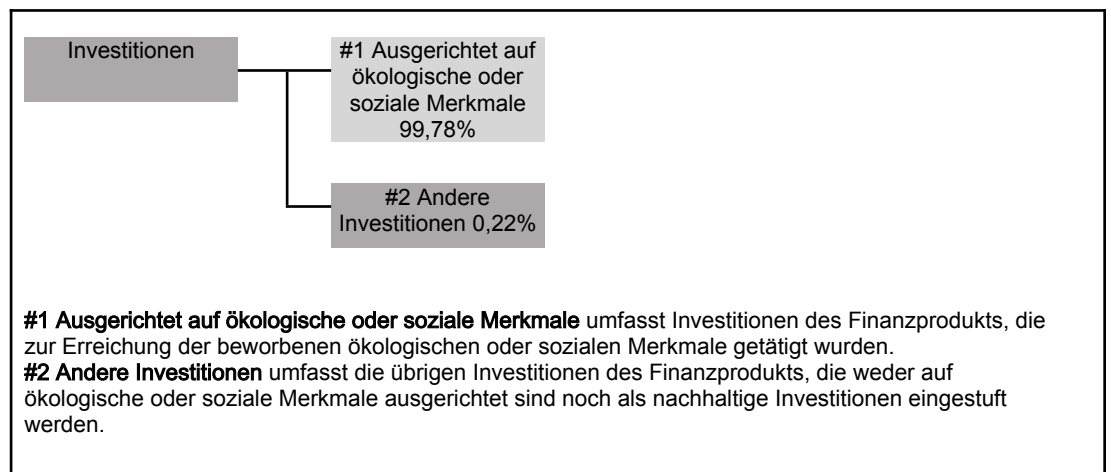 Investitionen
#1 Ausgerichtet auf
ökologische oder
soziale Merkmale
99,78%
#2 Andere
Investitionen 0,22%
#1 Ausgerichtet auf ökologische oder soziale Merkmale umfasst Investitionen des Finanzprodukts, die
zur Erreichung der beworbenen ökologischen oder sozialen Merkmale getätigt wurden.
#2 Andere Investitionen umfasst die übrigen Investitionen des Finanzprodukts, die weder auf
ökologische oder soziale Merkmale ausgerichtet sind noch als nachhaltige Investitionen eingestuft
werden.